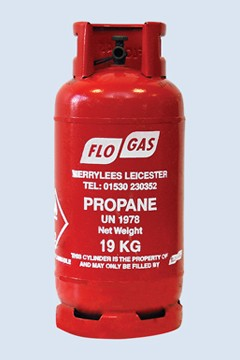 FLO GAS
MERRYLEES LEICESTER
TEL: 01530 230352
PROPANE
UN 1978
Net Weight
19 KG
THIS CYLINDER IS THE PROPERTY OF
AND MAY ONLY BE FILLED BY FLOGAS